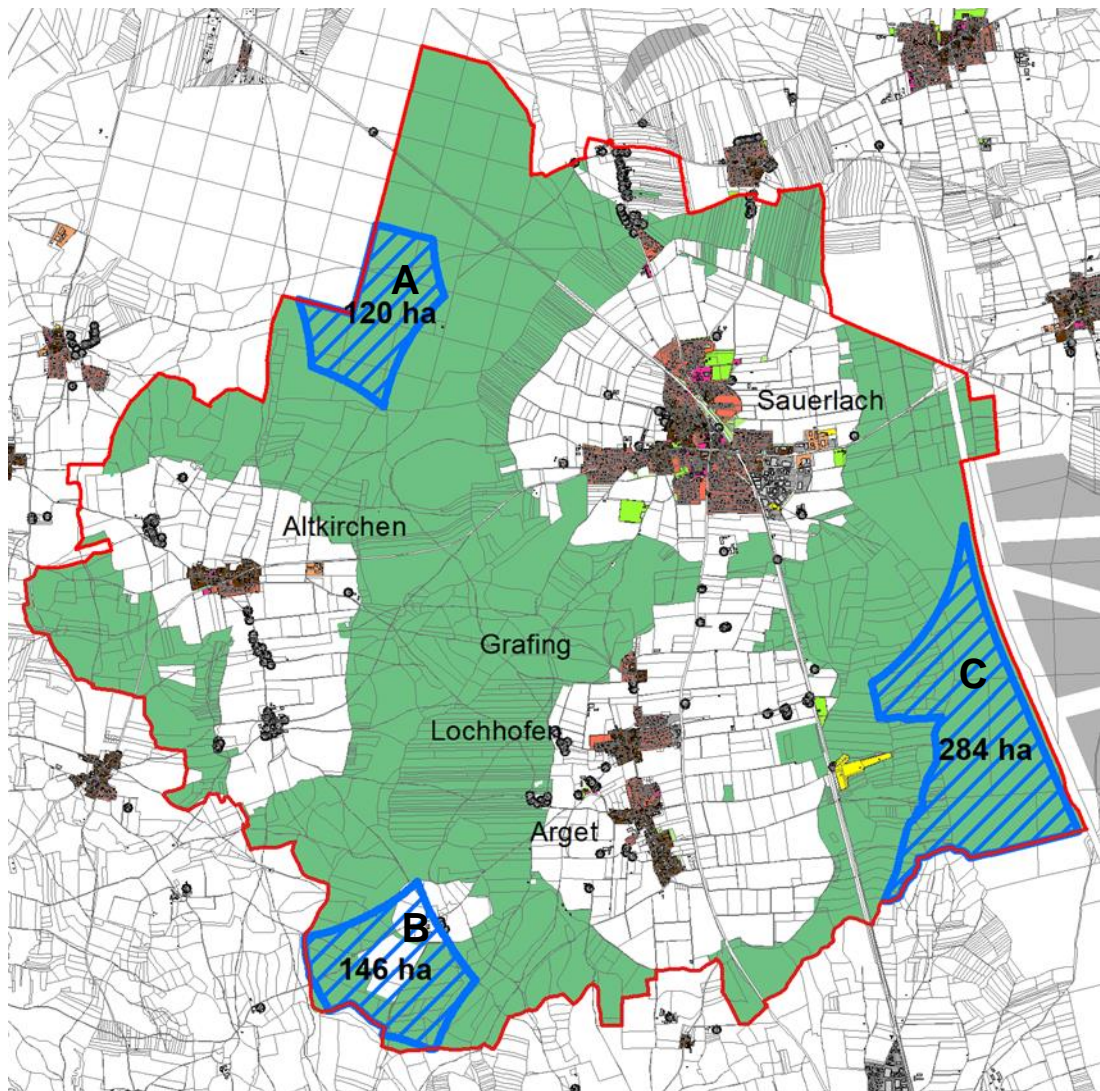 A
120 ha
Sauerlach
Altkirchen
Grafing
C
Lochhofen
284 ha
Arget
B
146 ha